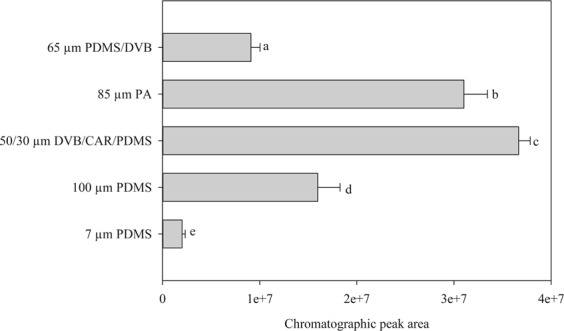 65 µm PDMS/DVB
a
85 µm PA
b
50/30 µm DVB/CAR/PDMS
c
100 µm PDMS
d
7 µm PDMS
e
0 1e+7 2e+7 3e+7 4e+7
Chromatographic peak area